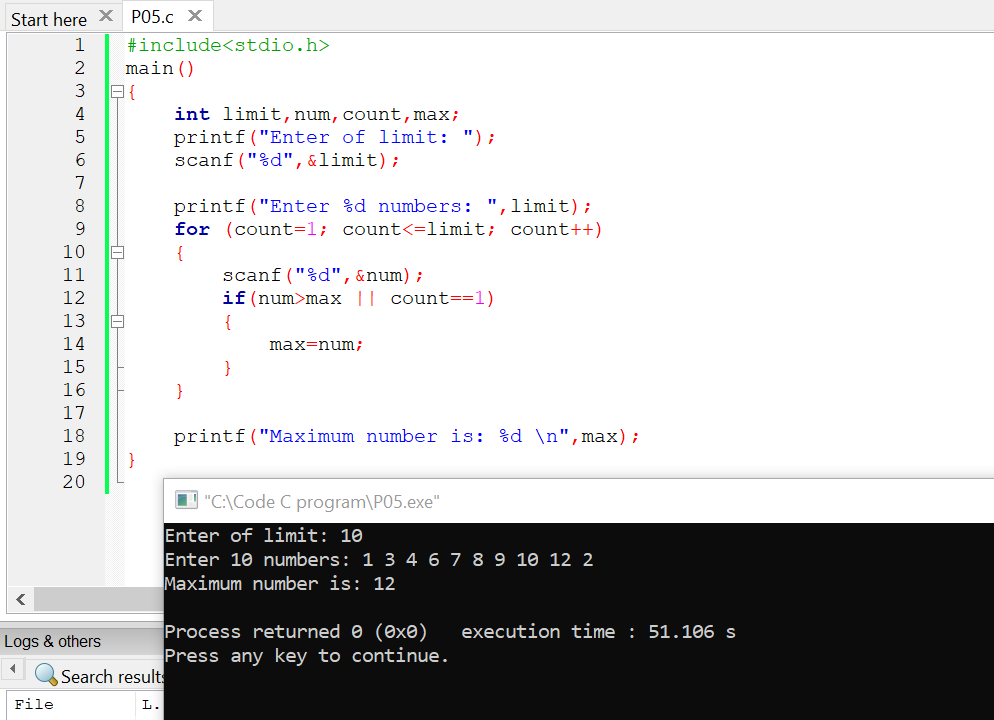 Start here × P05.c ×
1 #include<stdio.h>
2 main()
3 {
4 int limit,num,count,max;
5 printf("Enter of limit: ");
6 scanf("%d",&limit);
7
8 printf("Enter %d numbers: ",limit);
9 for (count=1; count<=limit; count++)
10 {
11 scanf("%d",&num);
12 if(num>max || count==1)
13 {
14 max=num;
15 }
16 }
17
18 printf("Maximum number is: %d \n",max);
19 }
20
"C:\Code C program\P05.exe"
Enter of limit: 10
Enter 10 numbers: 1 3 4 6 7 8 9 10 12 2
Maximum number is: 12
Process returned 0 (0x0)   execution time : 51.106 s
Press any key to continue.
Logs & others
Search results
File L.